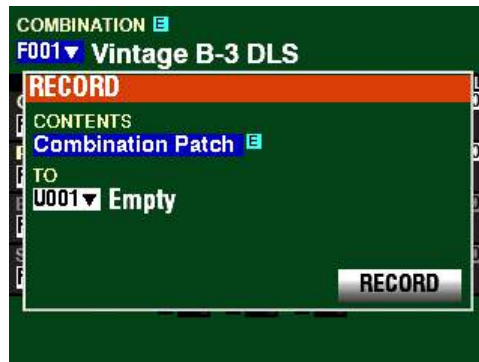 COMBINATION E
F001▼ Vintage B-3 DLS
RECORD
CONTENTS
Combination Patch E
TO
U001▼ Empty
RECORD